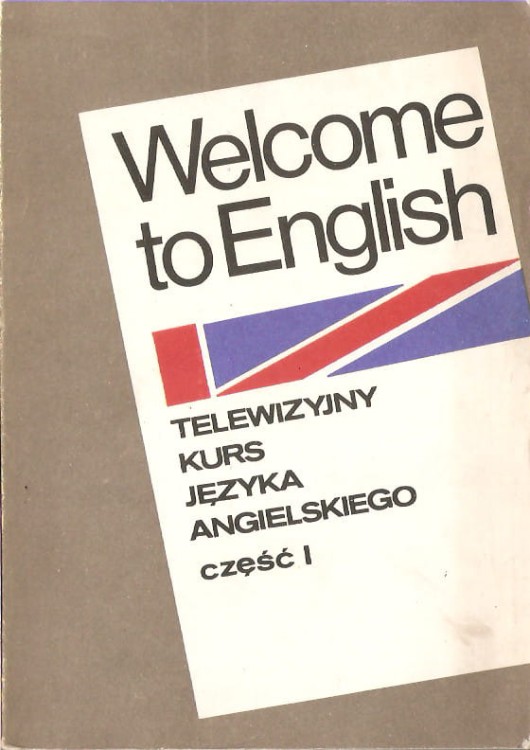 Welcome
to English
TELEWIZYJNY
KURS
JĘZYKA
ANGIELSKIEGO
część I